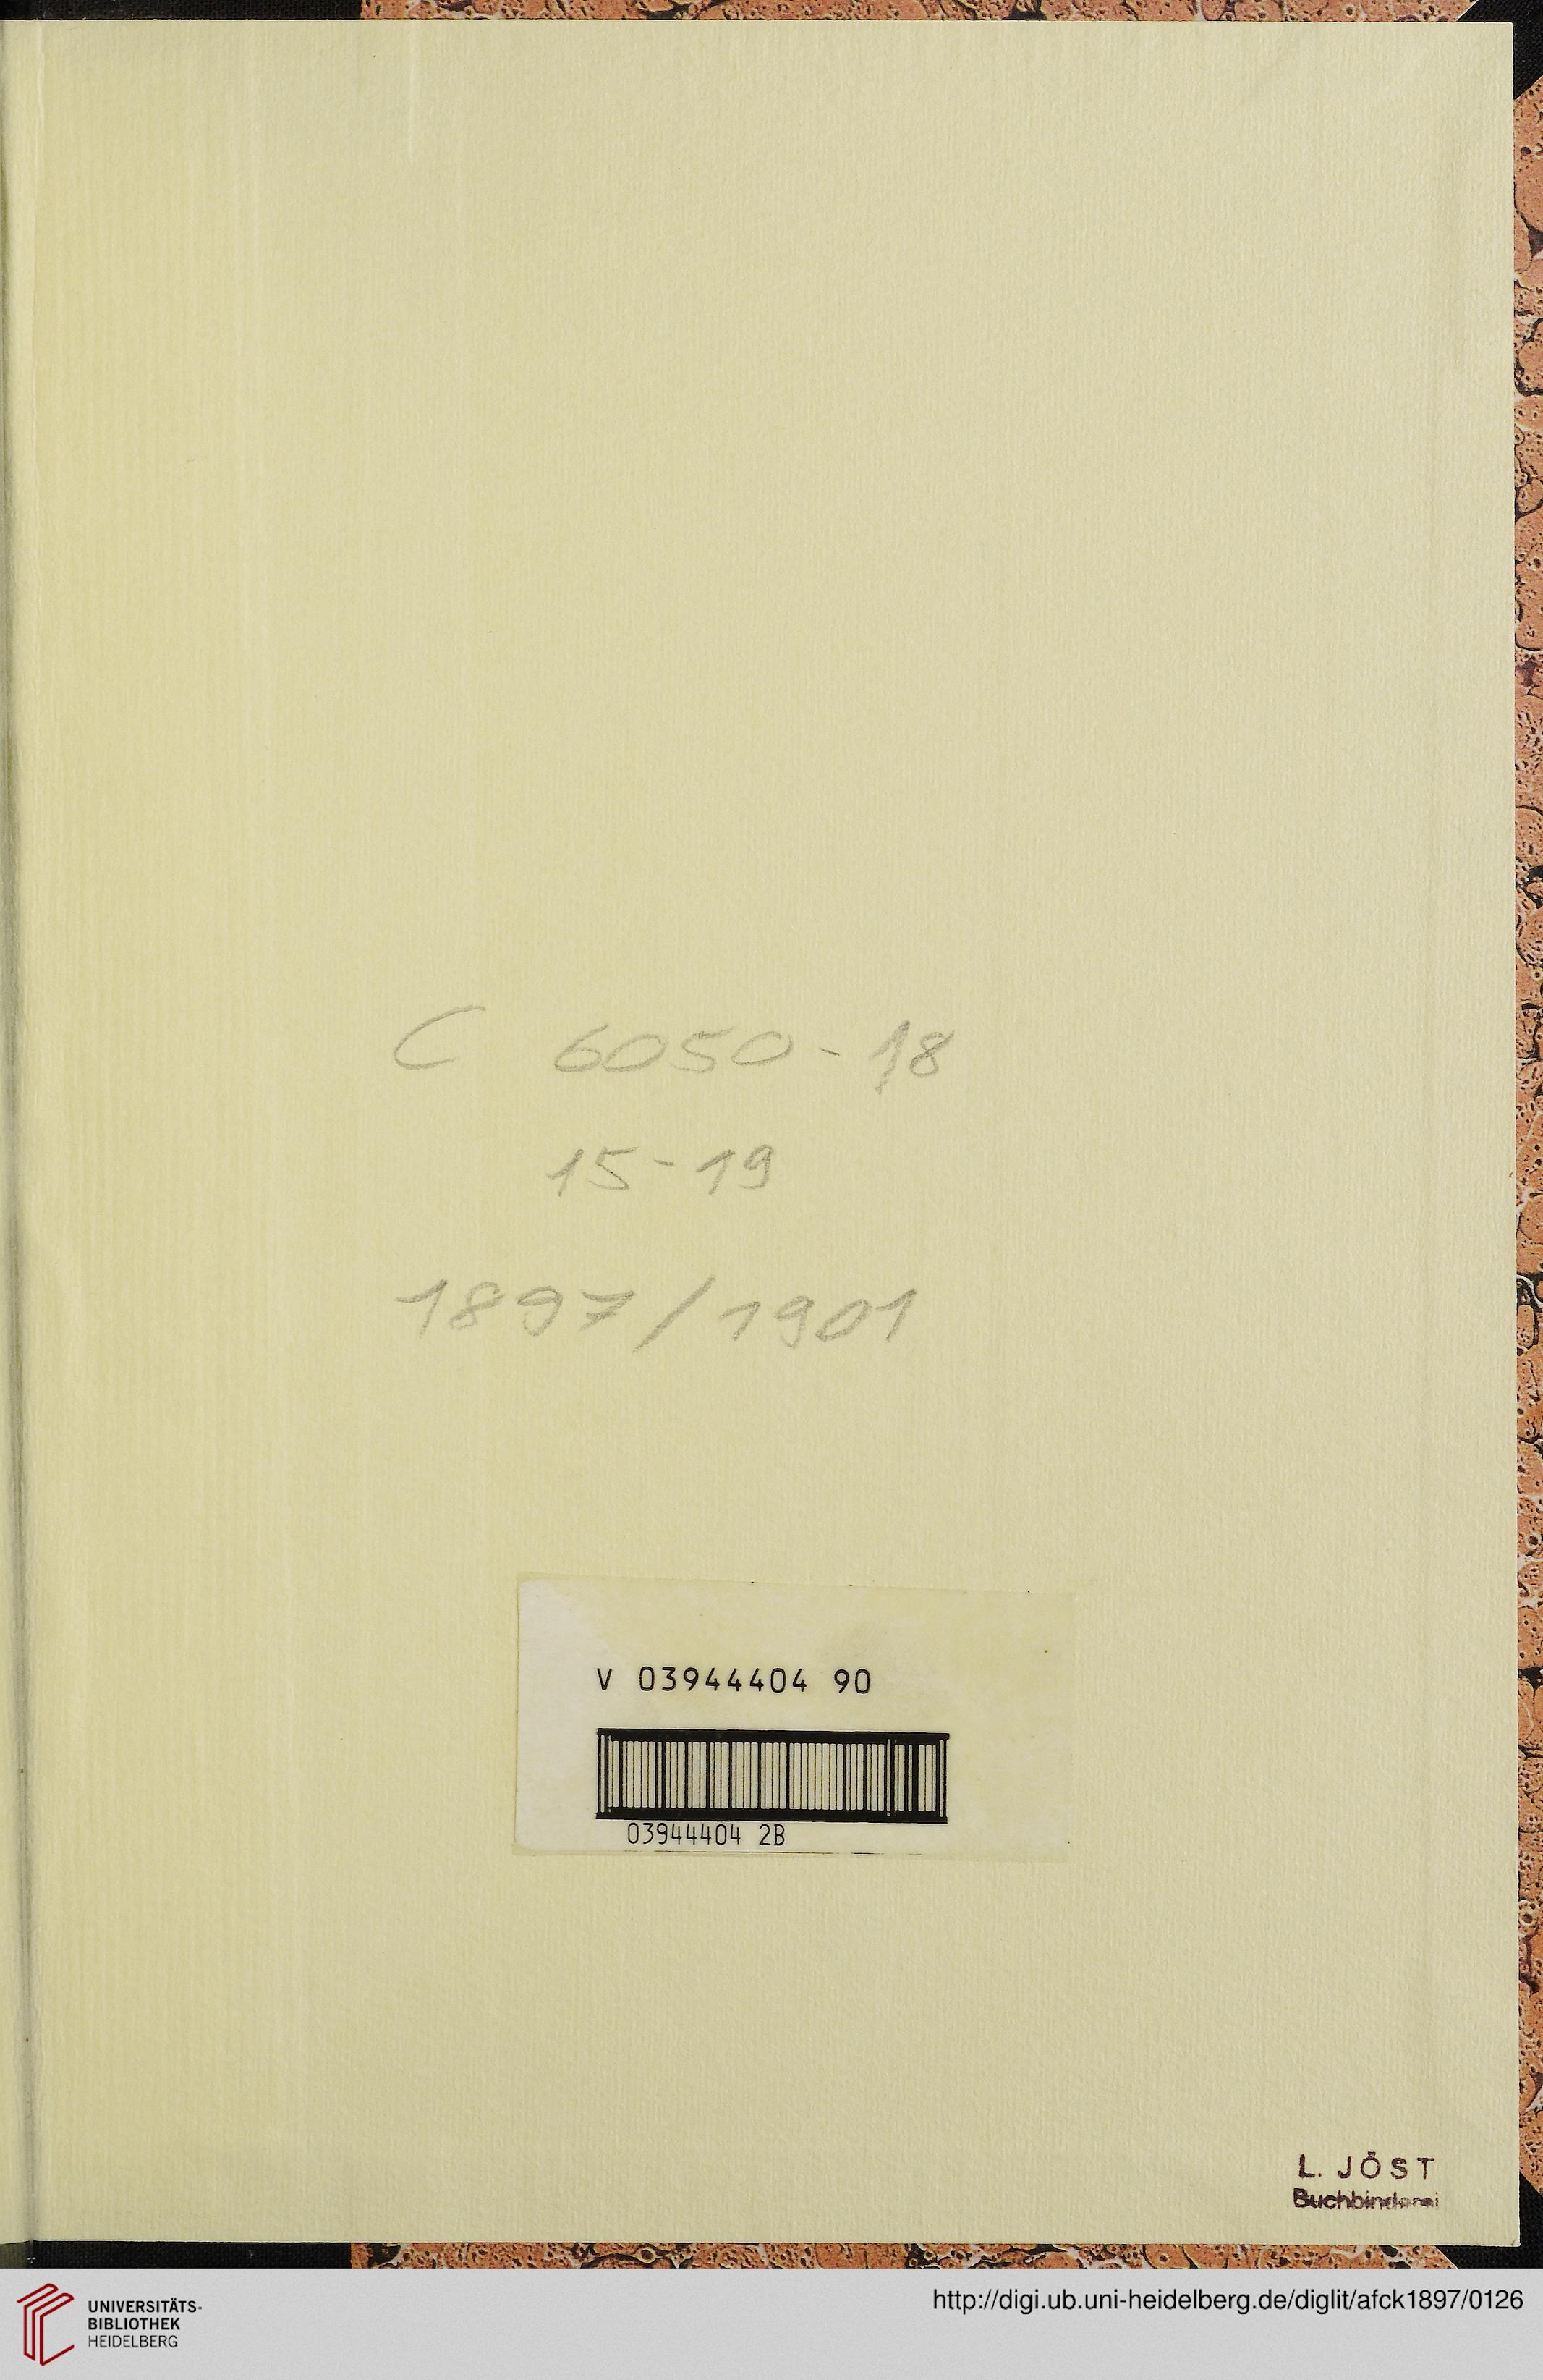 C 6050-18
15-19
1897/1901
V 03944404 90
03944404 2B
L. JÖST
Buchbinderei
UNIVERSITÄTS-
BIBLIOTHEK
HEIDELBERG
http://digi.ub.uni-heidelberg.de/diglit/afck1897/0126